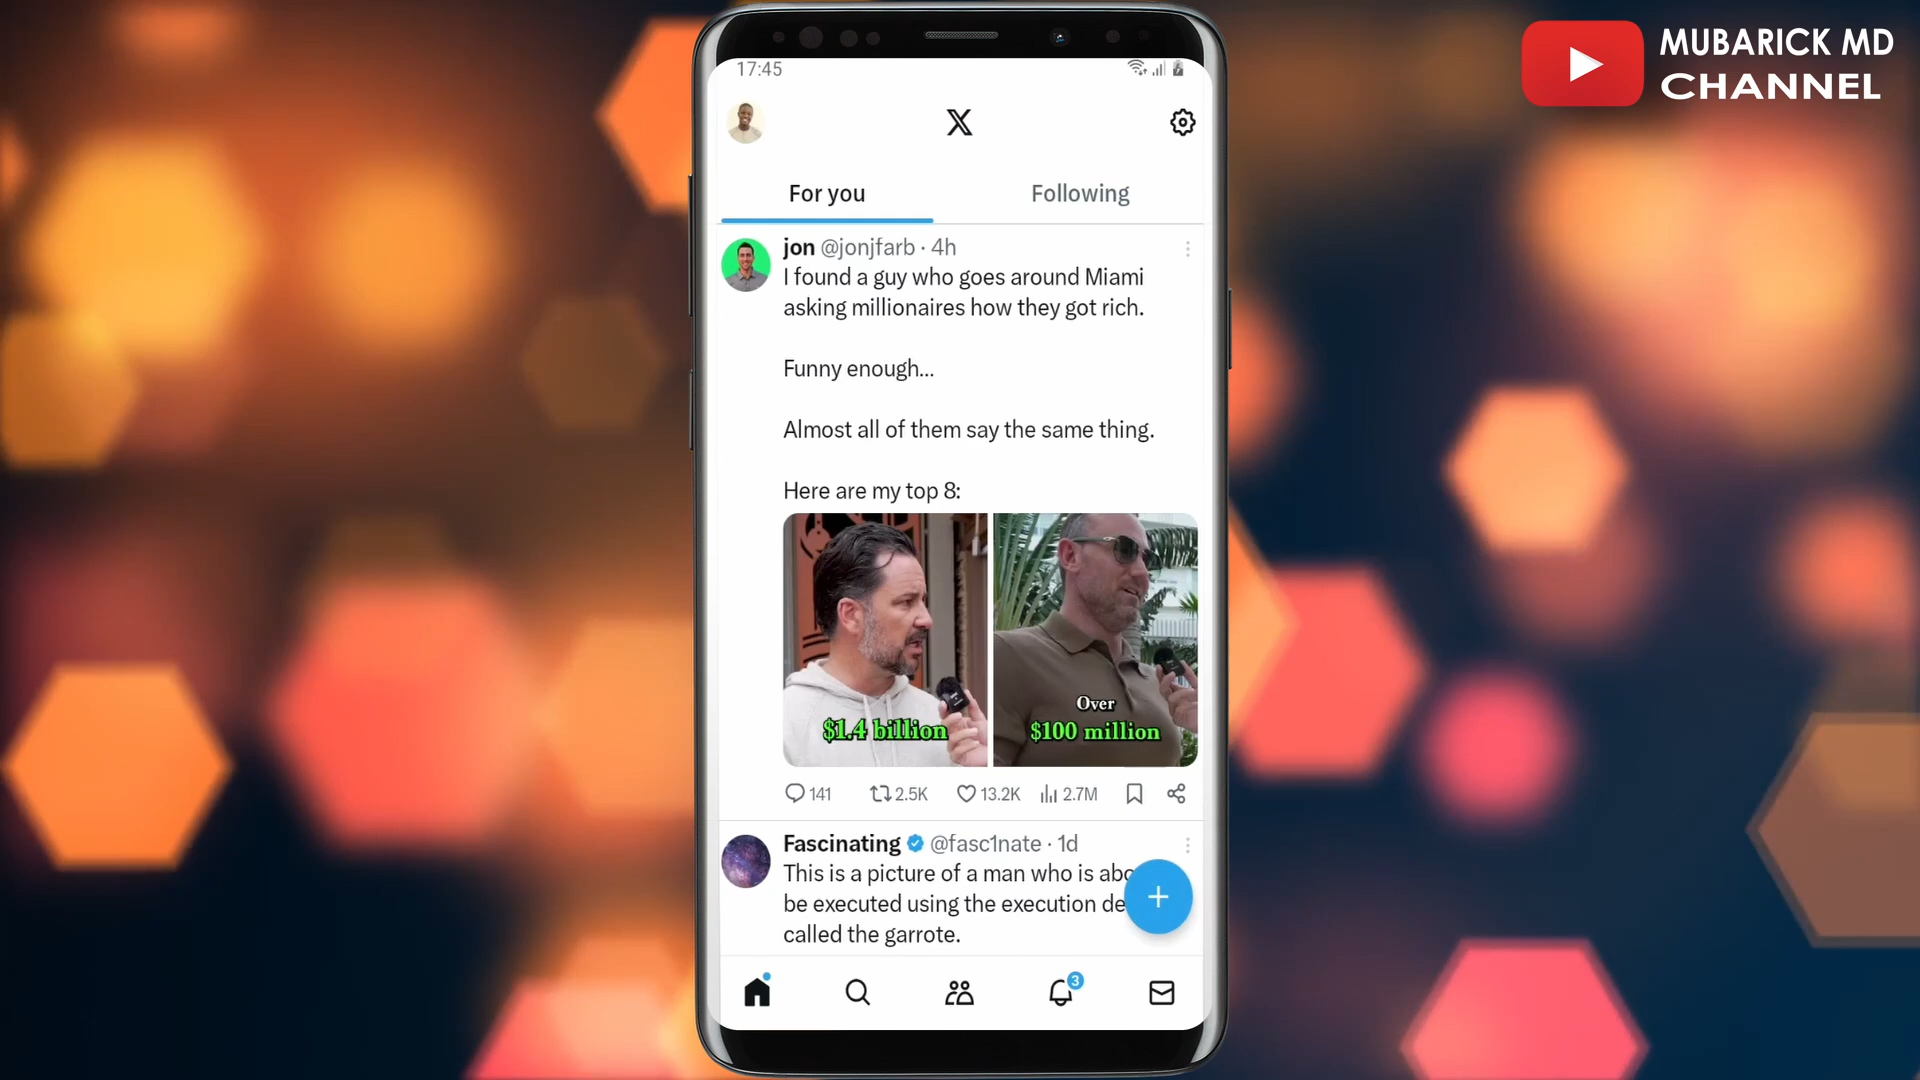 MUBARICK MD
CHANNEL
17:45
X
For you
Following
jon @jonjfarb · 4h
I found a guy who goes around Miami
asking millionaires how they got rich.
Funny enough...
Almost all of them say the same thing.
Here are my top 8:
$1.4 billion
Over
$100 million
141
2.5K
13.2K
2.7M
Fascinating @fasc1nate · 1d
This is a picture of a man who is abo
be executed using the execution de
called the garrote.
3